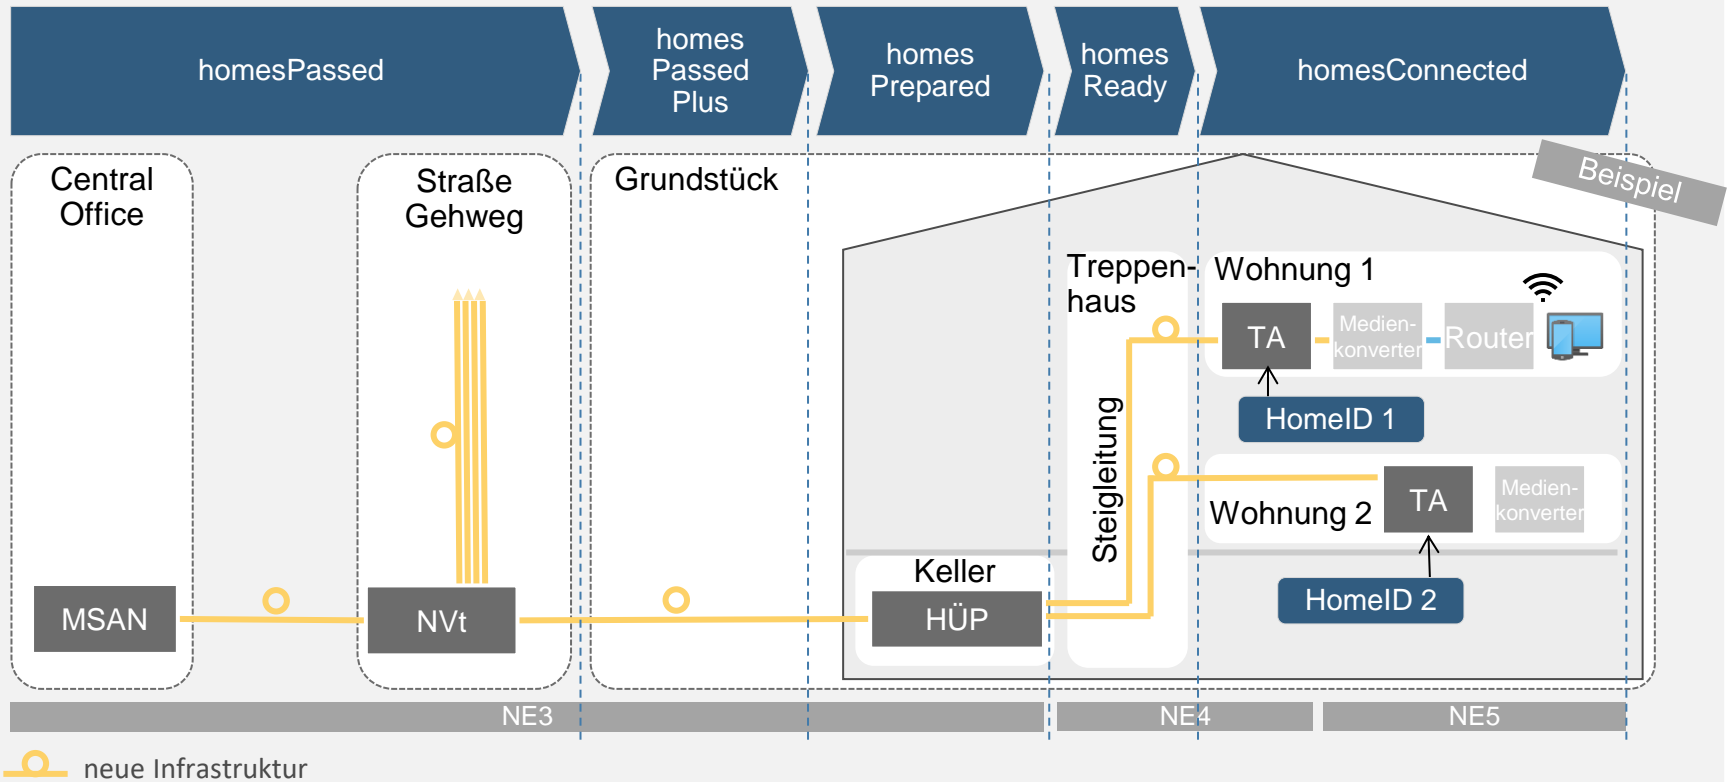 homesPassed
homes
Passed
Plus
homes
Prepared
homes
Ready
homesConnected
Central
Office
Straße
Gehweg
Grundstück
Beispiel
Treppen-
haus
Wohnung 1
TA
Medien-
konverter
Router
HomeID 1
Steigleitung
Wohnung 2
TA
Medien-
konverter
HomeID 2
Keller
MSAN
NVt
HÜP
NE3
NE4
NE5
neue Infrastruktur